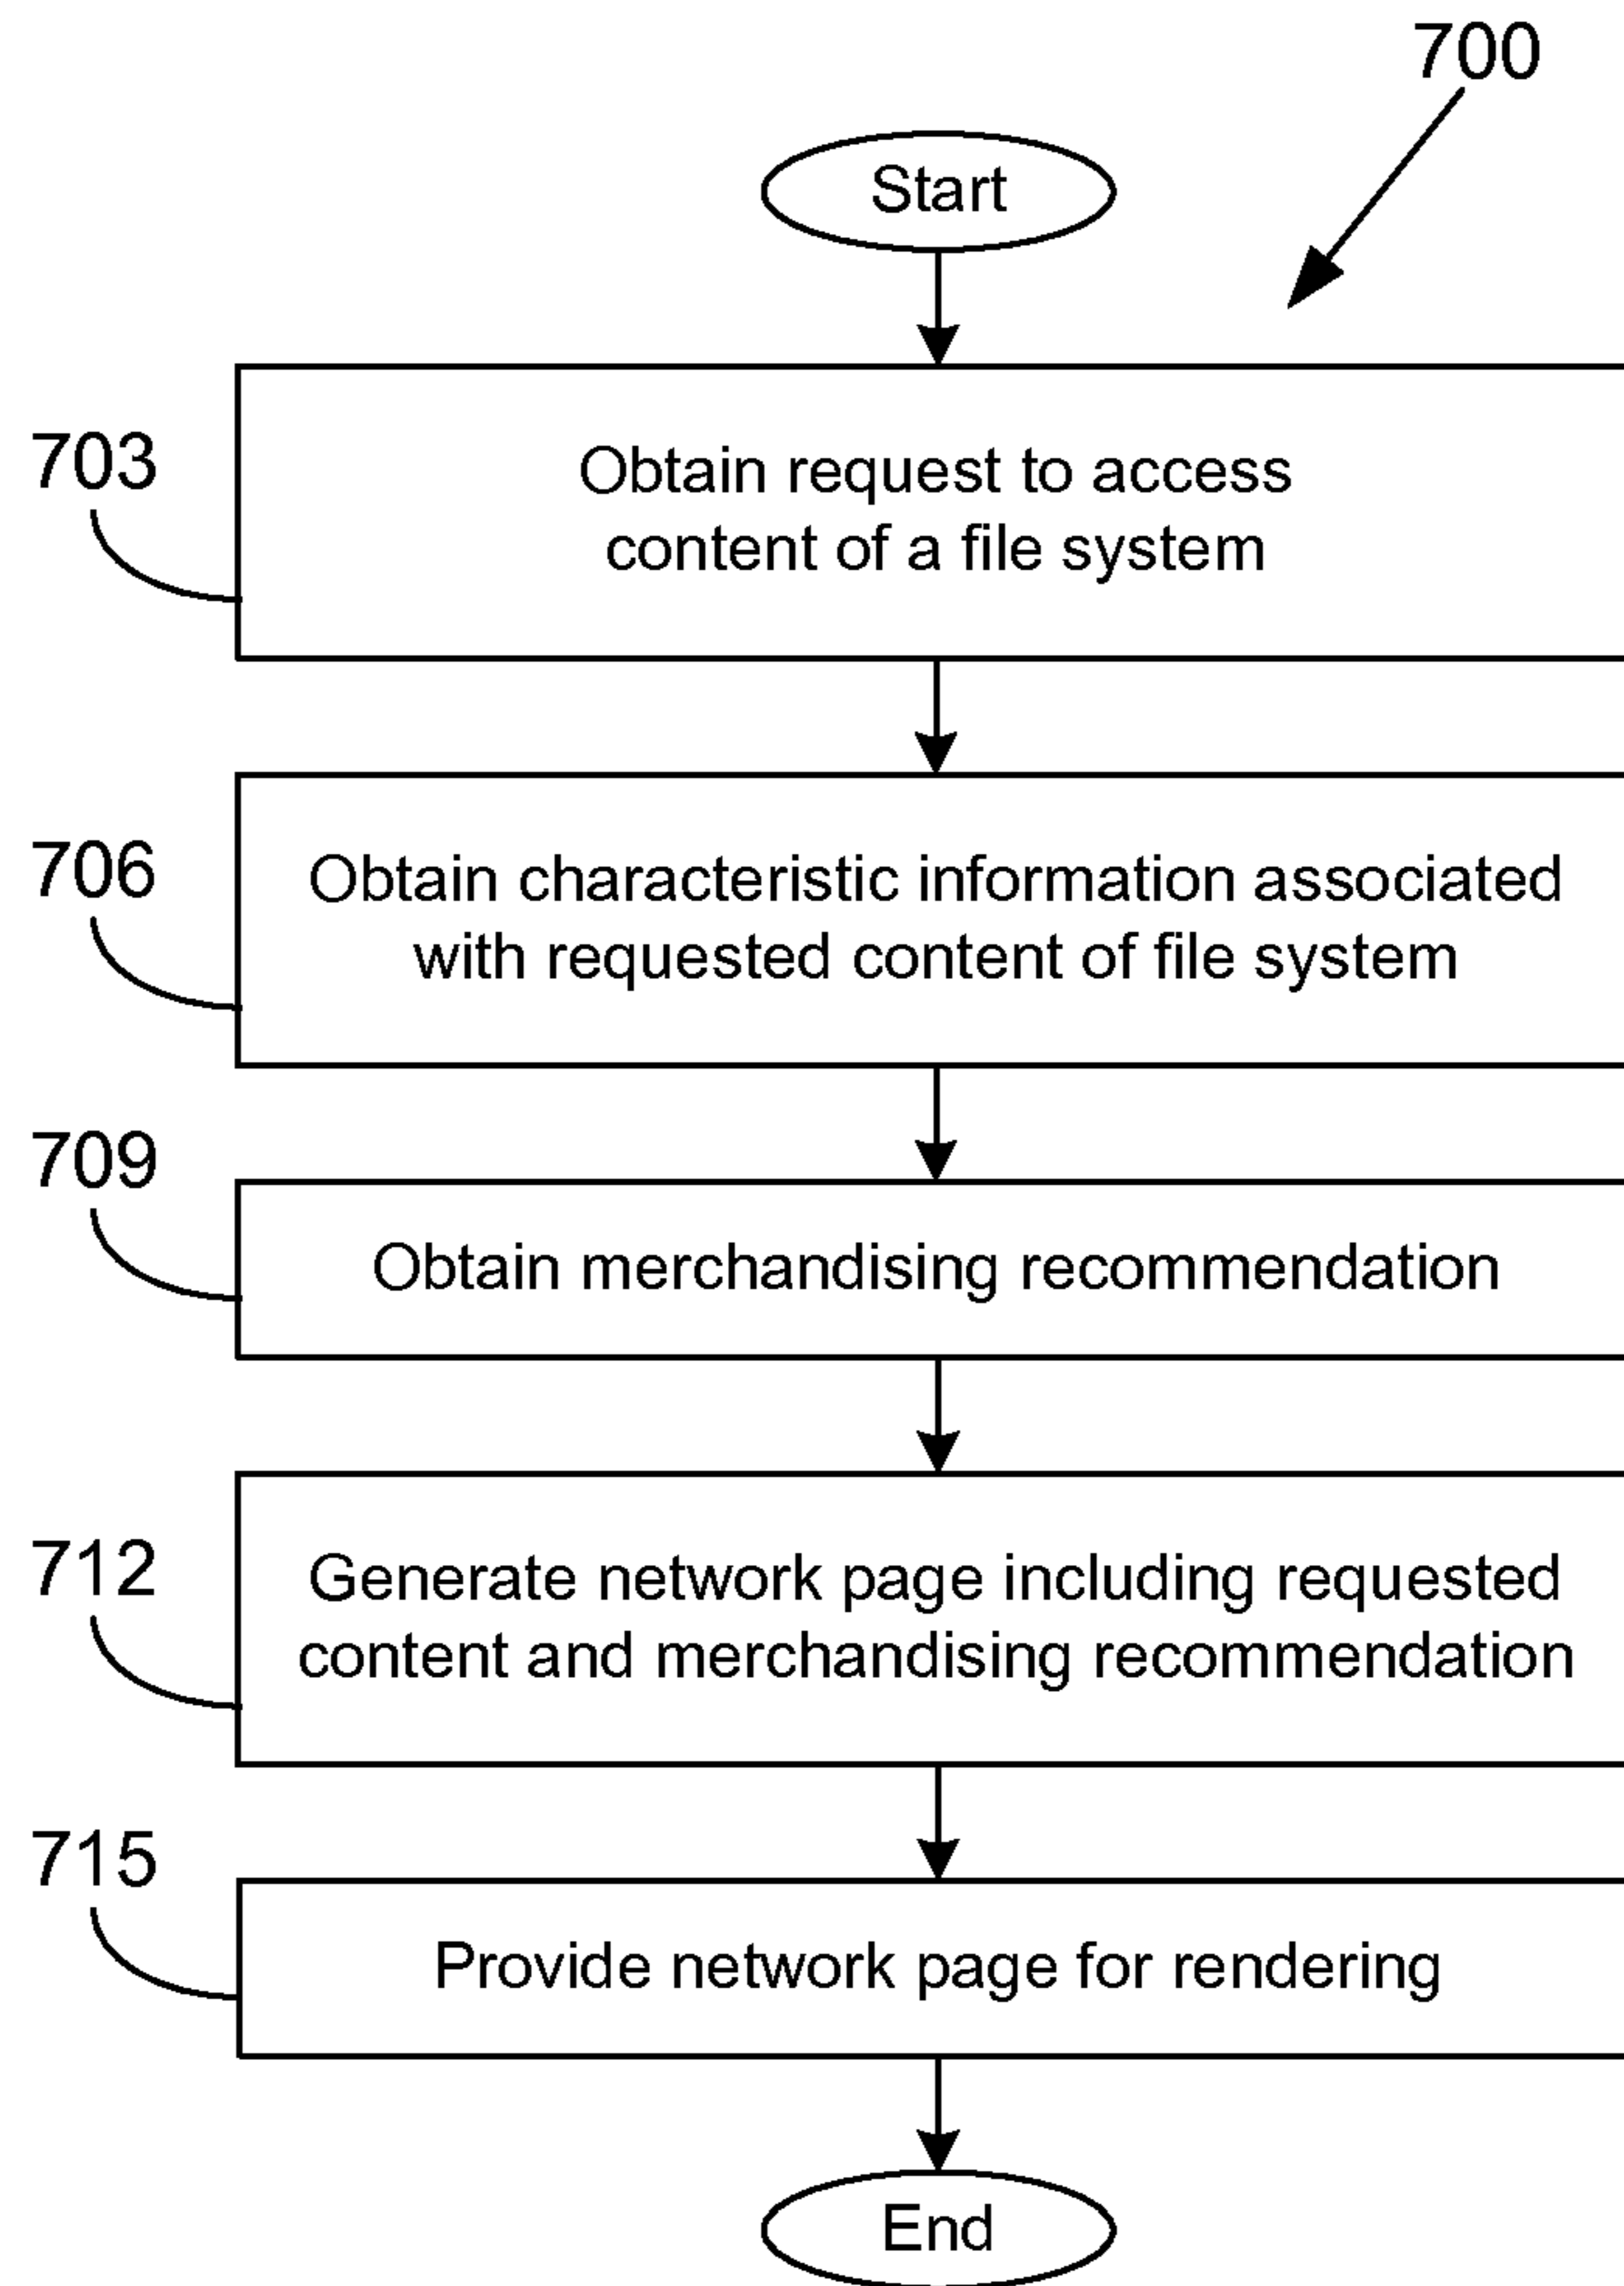 700
Start
703
Obtain request to access
content of a file system
706
Obtain characteristic information associated
with requested content of file system
709
Obtain merchandising recommendation
712
Generate network page including requested
content and merchandising recommendation
715
Provide network page for rendering
End